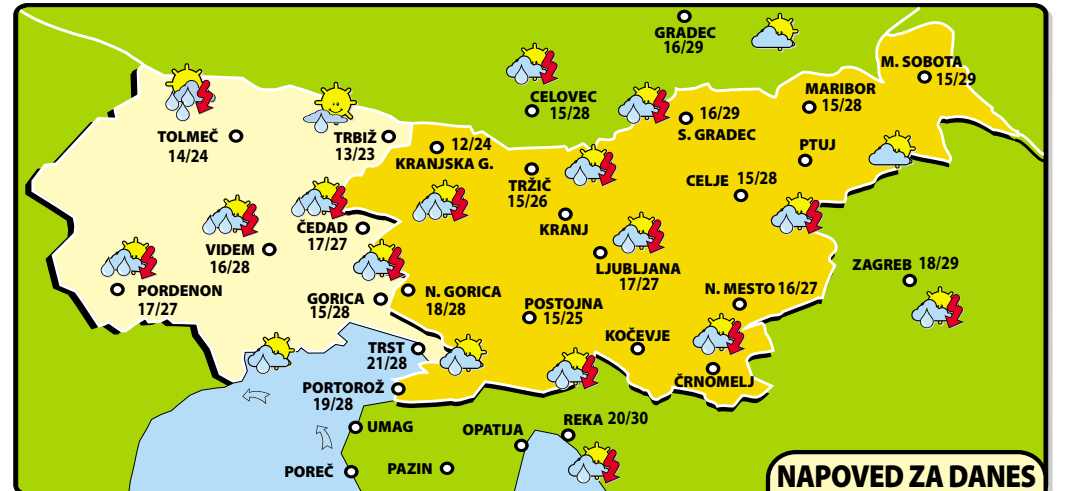 GRADEC
16/29
M. SOBOTA
15/29
CELOVEC
15/28
MARIBOR
15/28
16/29
S. GRADEC
TOLMEČ
14/24
TRBIŽ
13/23
12/24
KRANJSKA G.
PTUJ
TRŽIČ
15/26
CELJE 15/28
KRANJ
ČEDAD
17/27
VIDEM
16/28
LJUBLJANA
17/27
ZAGREB 18/29
PORDENON
17/27
GORICA
15/28
N. GORICA
18/28
POSTOJNA
15/25
N. MESTO 16/27
KOČEVJE
TRST
21/28
ČRNOMELJ
PORTOROŽ
19/28
UMAG
OPATIJA
REKA 20/30
POREČ
PAZIN
NAPOVED ZA DANES